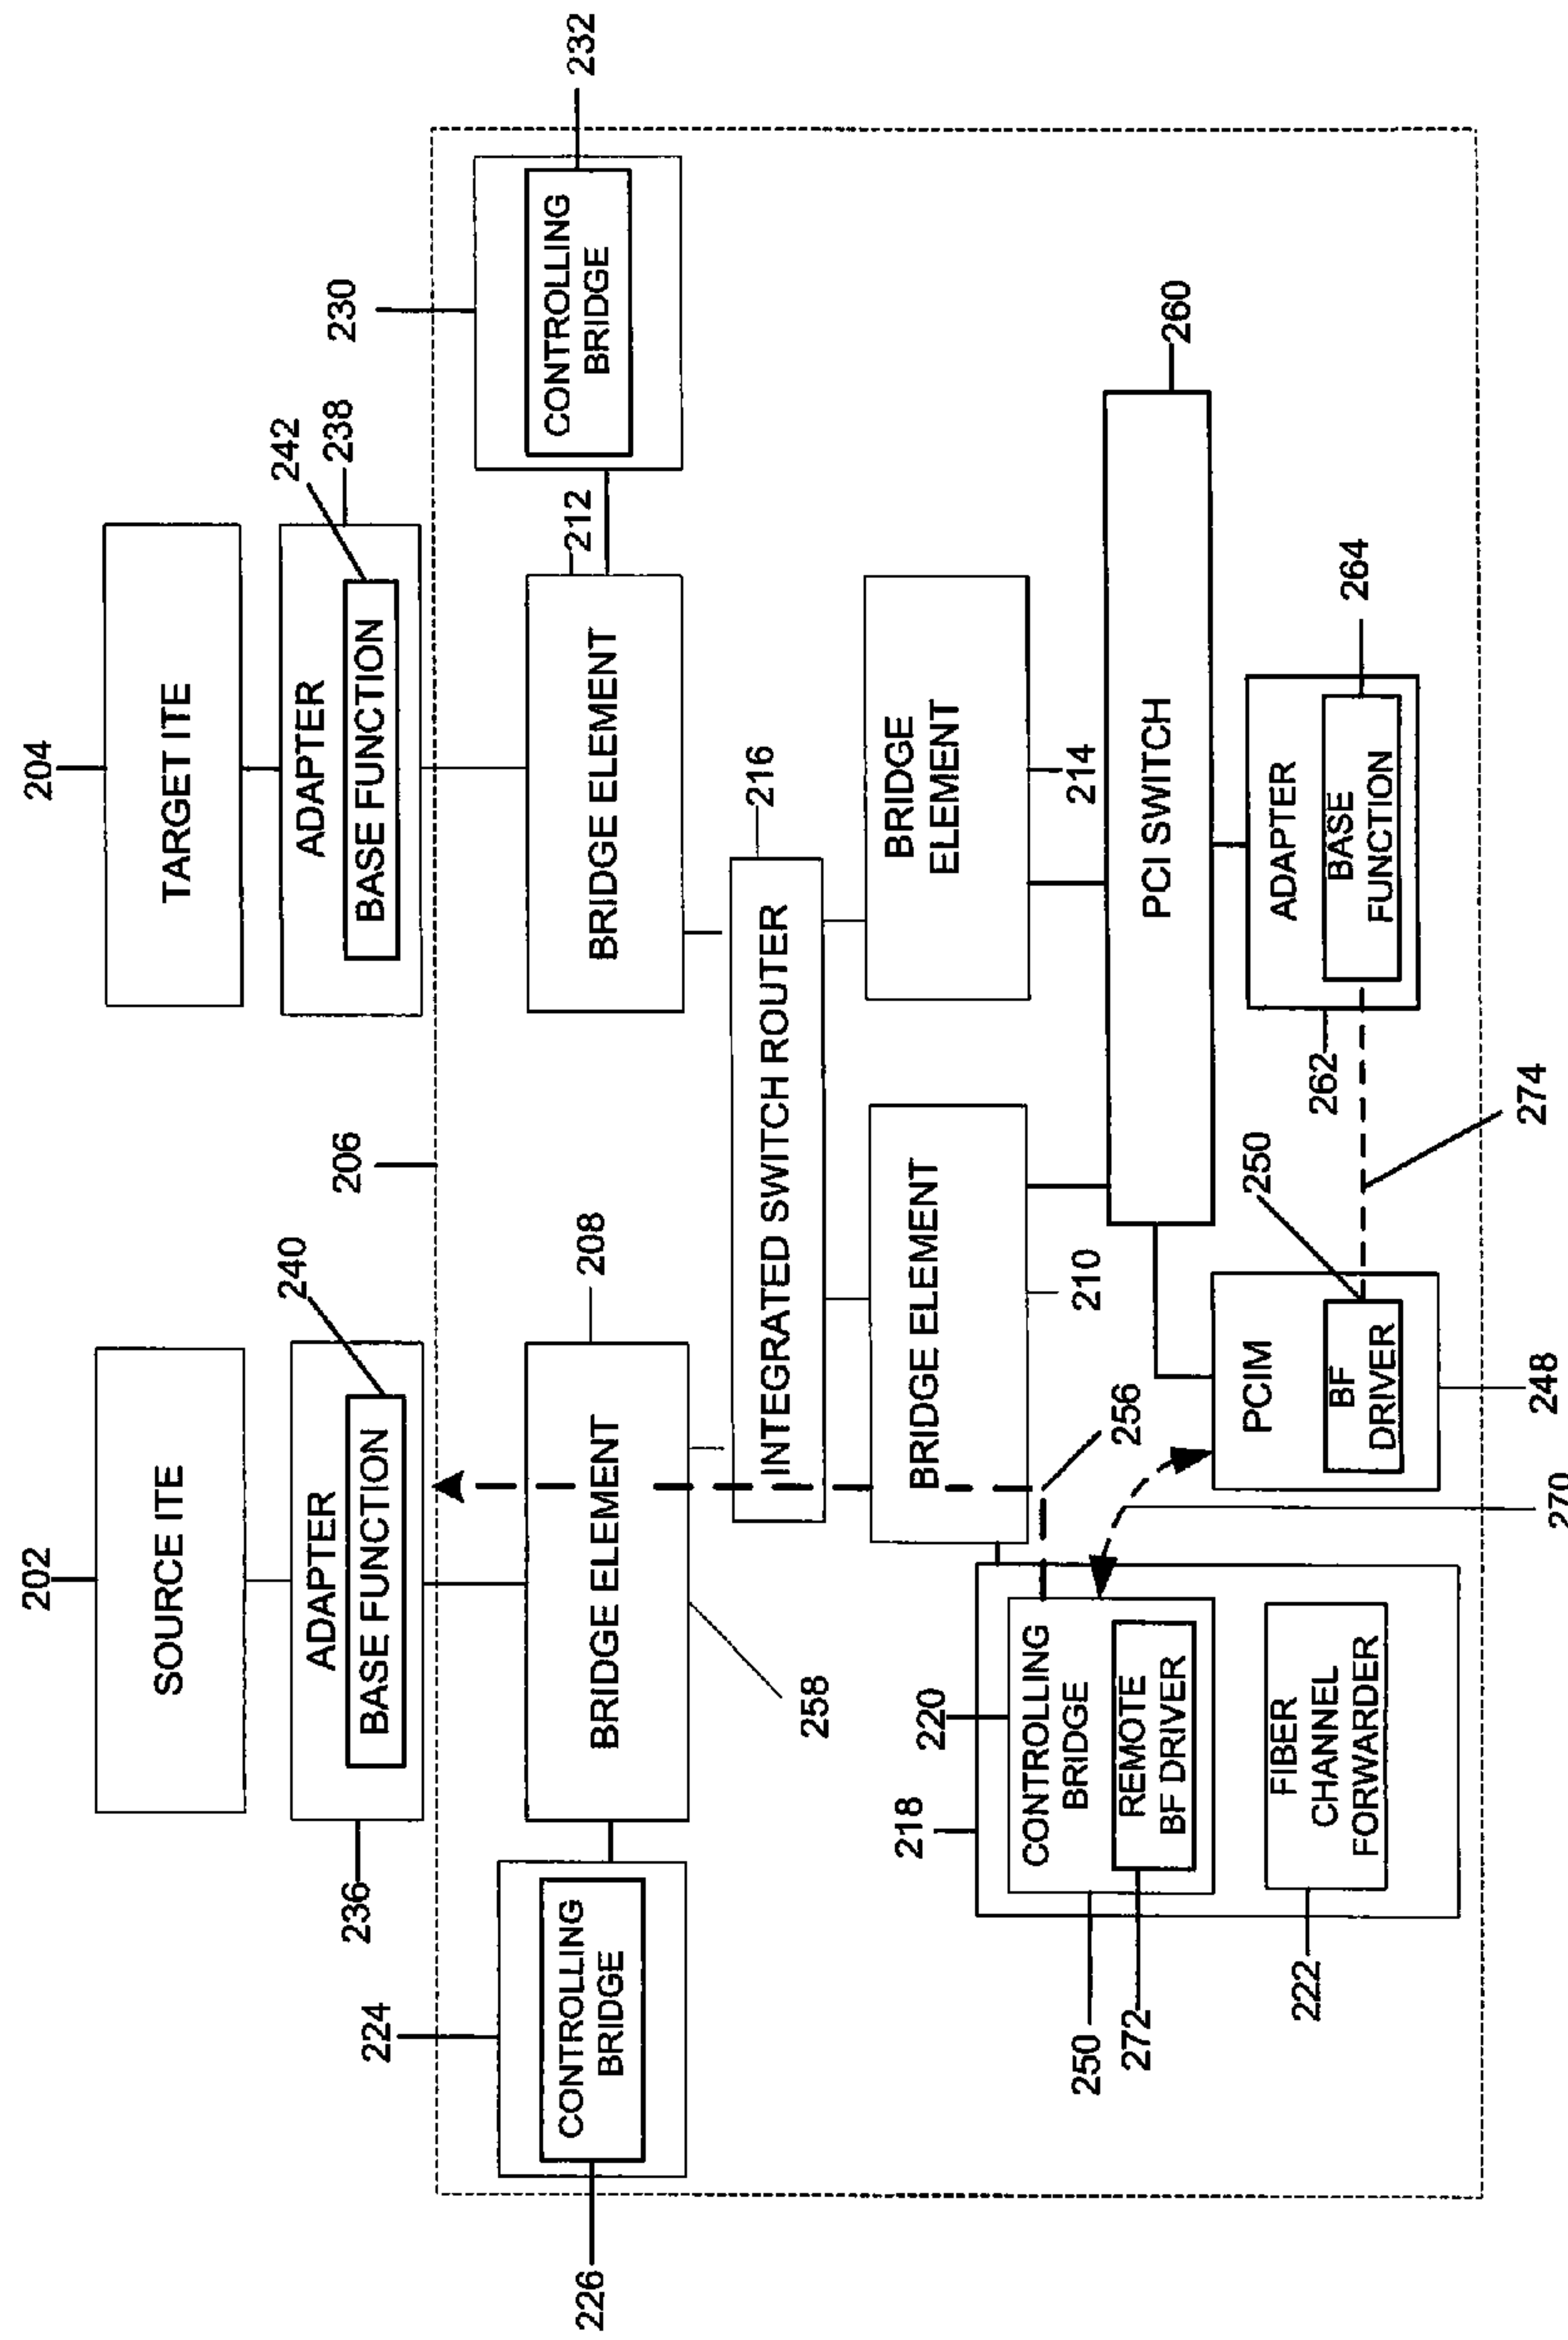 202
SOURCE ITE
204
TARGET ITE
236
ADAPTER
BASE FUNCTION
240
206
ADAPTER
BASE FUNCTION
242
238
230
232
224
226
CONTROLLING
BRIDGE
BRIDGE ELEMENT
208
258
BRIDGE ELEMENT
212
CONTROLLING
BRIDGE
INTEGRATED SWITCH ROUTER
216
218
220
CONTROLLING
BRIDGE
REMOTE
BF DRIVER
250
272
FIBER
CHANNEL
FORWARDER
222
BRIDGE ELEMENT
210
256
BRIDGE
ELEMENT
214
PCI SWITCH
260
PCIM
BF
DRIVER
250
248
270
262
ADAPTER
BASE
FUNCTION
264
274